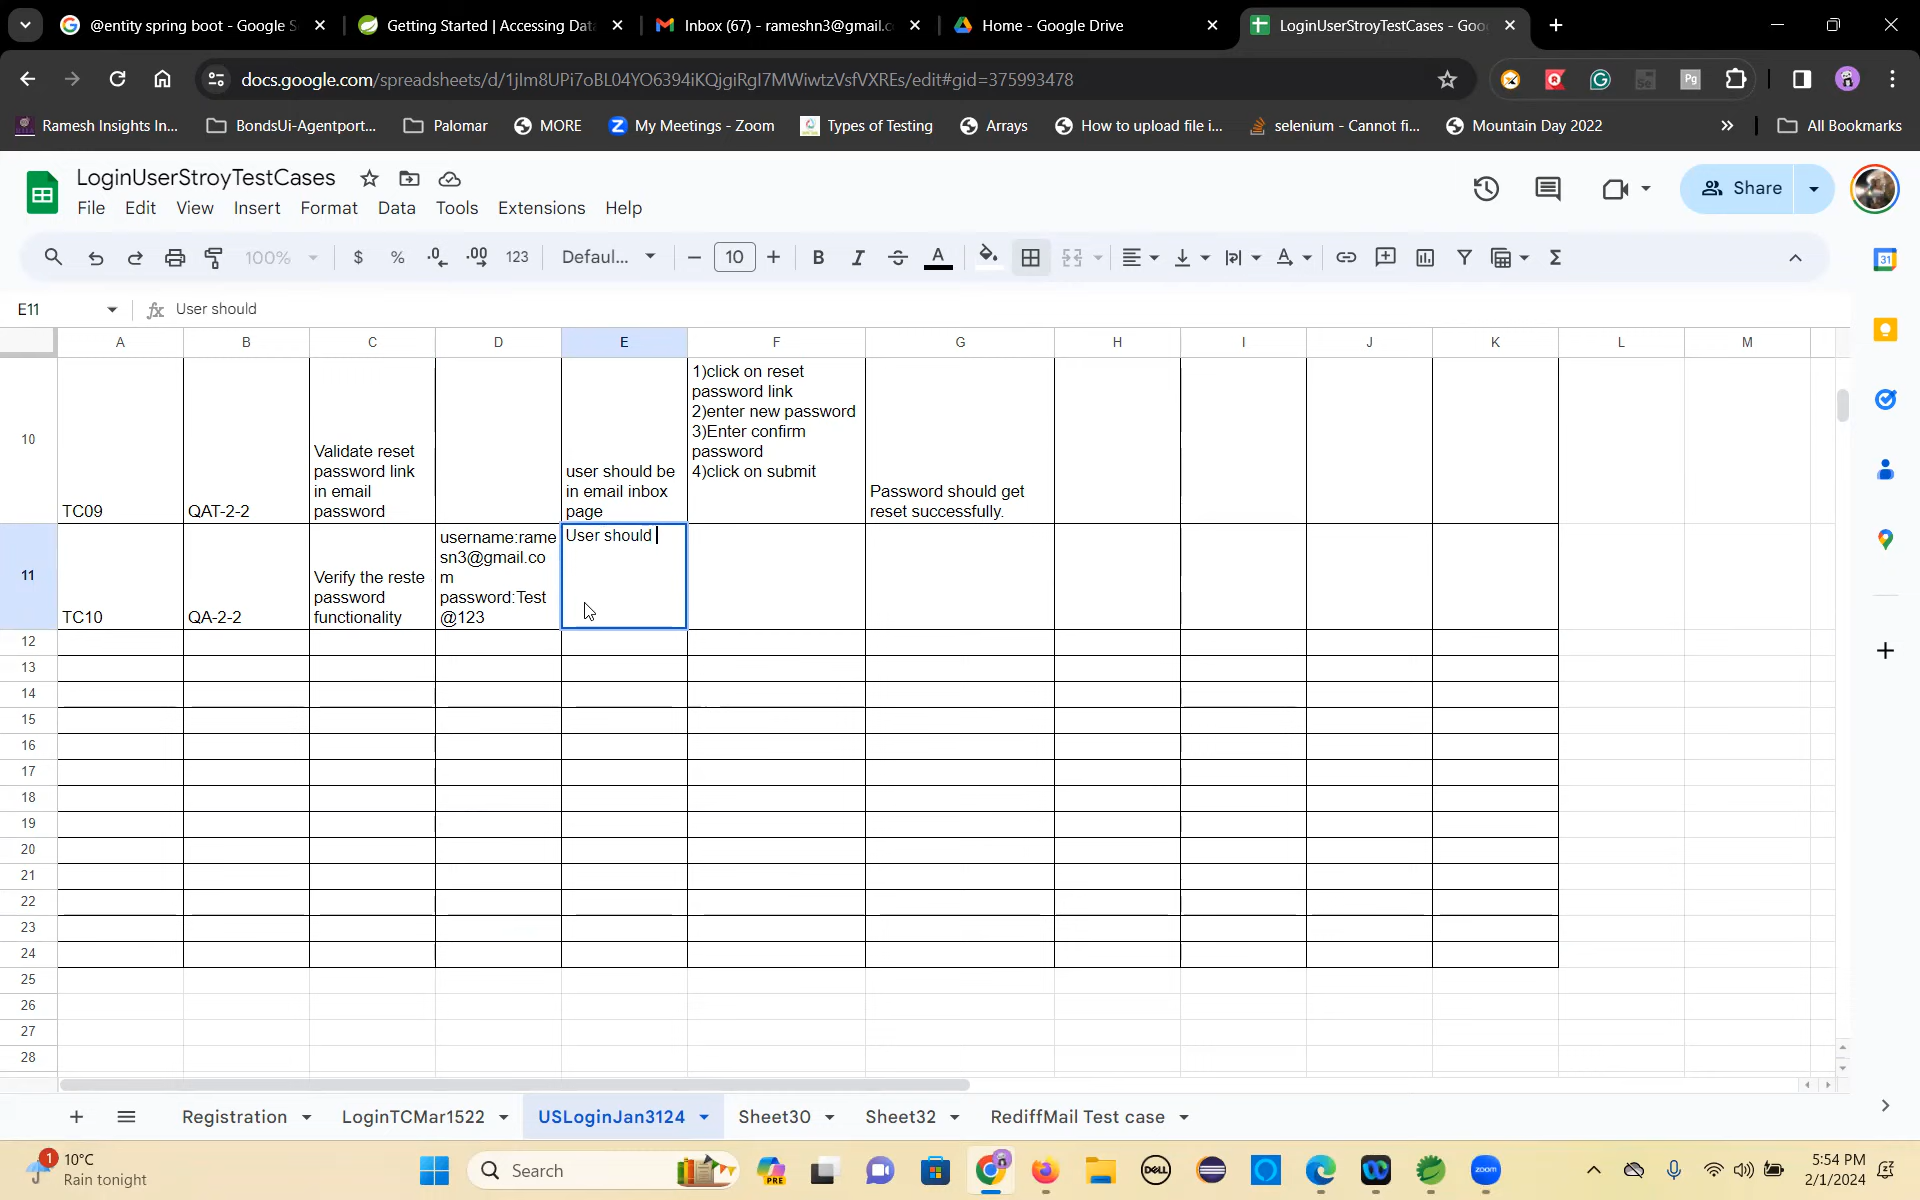 @entity spring boot - Google S
Getting Started | Accessing Data
Inbox (67) - rameshn3@gmail.c
Home - Google Drive
LoginUserStroyTestCases - Goo
docs.google.com/spreadsheets/d/1jIm8UPi7oBL04YO6394iKQjgiRgI7MWiwtzVsfVXREs/edit#gid=375993478
Ramesh Insights In...
BondsUi-Agentport...
Palomar
MORE
My Meetings - Zoom
Types of Testing
Arrays
How to upload file i...
selenium - Cannot fi...
Mountain Day 2022
All Bookmarks
LoginUserStroyTestCases
File Edit View Insert Format Data Tools Extensions Help
Share
100%
$ % .0 .00 123
Defaul...
10
E11
User should
A B C D E F G H I J K L M
10
TC09
QAT-2-2
Validate reset
password link
in email
password
user should be
in email inbox
page
1)click on reset
password link
2)enter new password
3)Enter confirm
password
4)click on submit
Password should get
reset successfully.
11
TC10
QA-2-2
Verify the reste
password
functionality
username:rame
sn3@gmail.co
m
password:Test
@123
User should
12
13
14
15
16
17
18
19
20
21
22
23
24
25
26
27
28
Registration
LoginTCMar1522
USLoginJan3124
Sheet30
Sheet32
RediffMail Test case
1
10°C
Rain tonight
Search
PRE
DELL
zoom
5:54 PM
2/1/2024